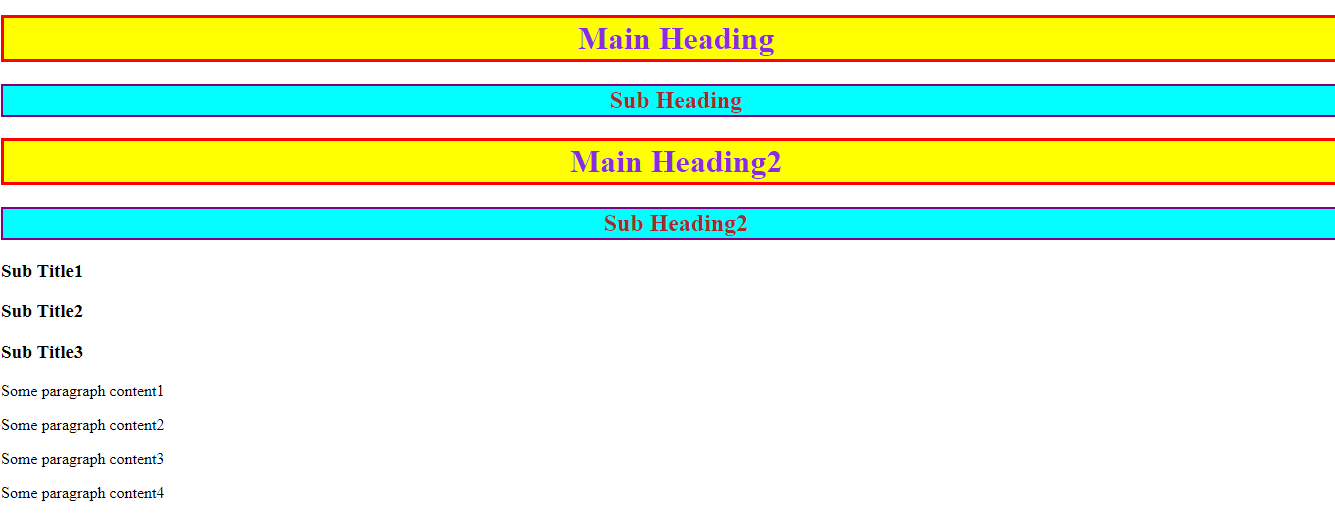 Main Heading
Sub Heading
Main Heading2
Sub Heading2
Sub Title1
Sub Title2
Sub Title3
Some paragraph content1
Some paragraph content2
Some paragraph content3
Some paragraph content4